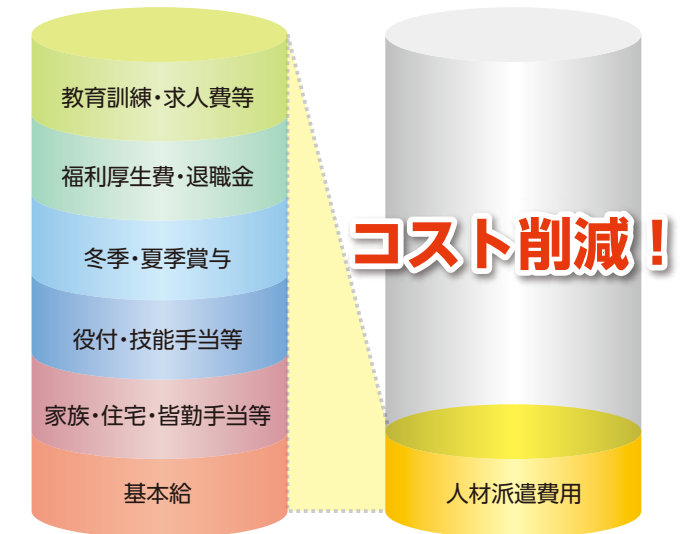 教育訓練・求人費等
福利厚生費・退職金
冬季・夏季賞与
役付・技能手当等
家族・住宅・皆勤手当等
基本給
コスト削減！
人材派遣費用